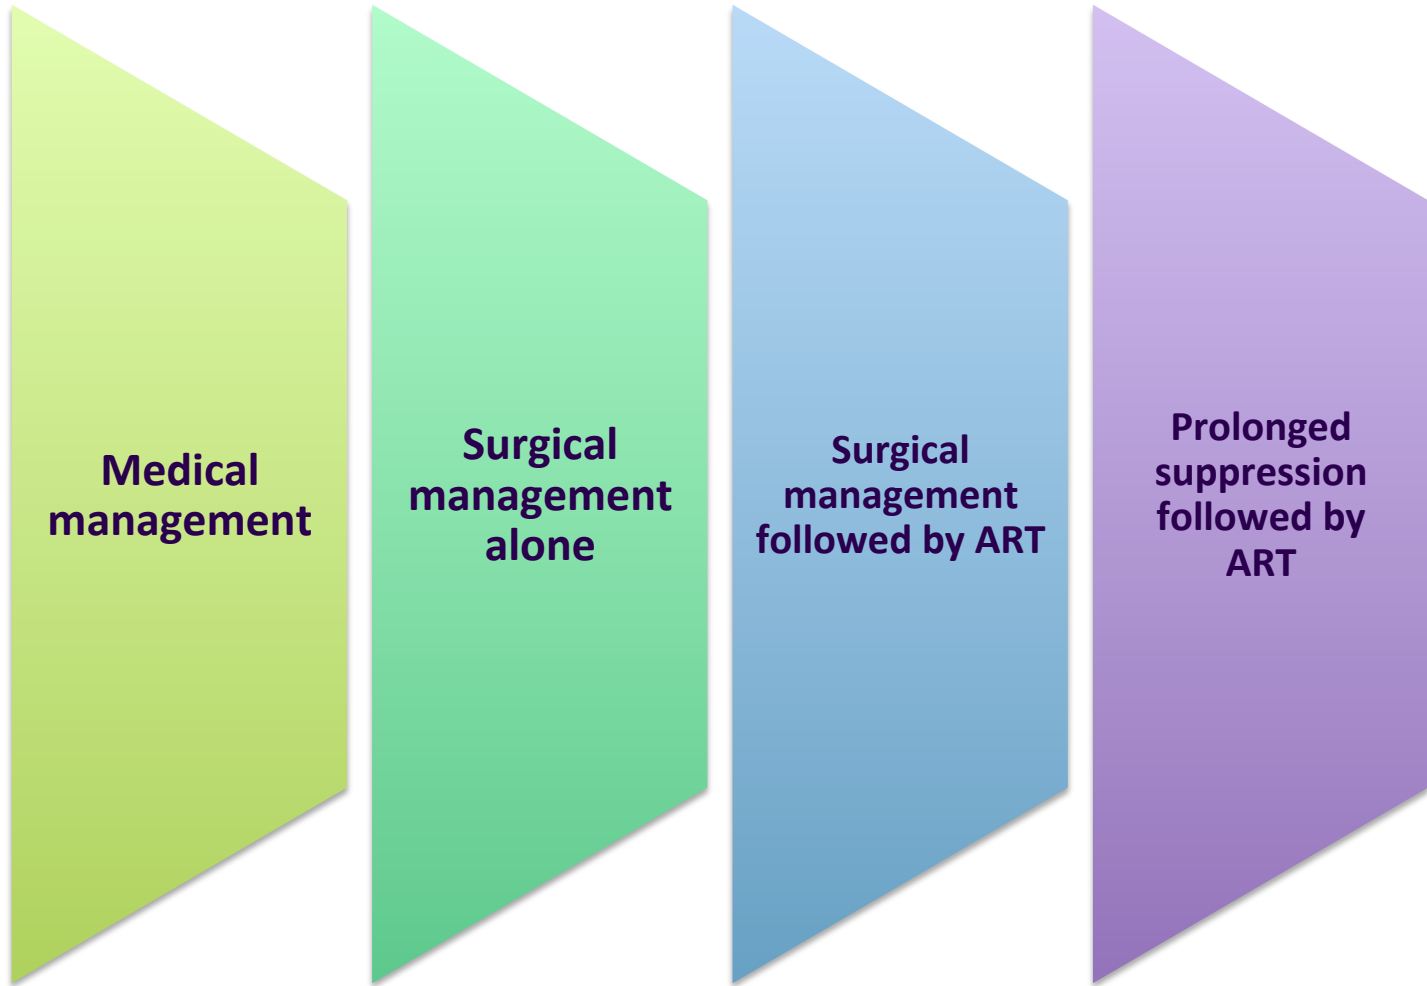 Medical
management
Surgical
management
alone
Surgical
management
followed by ART
Prolonged
suppression
followed by
ART